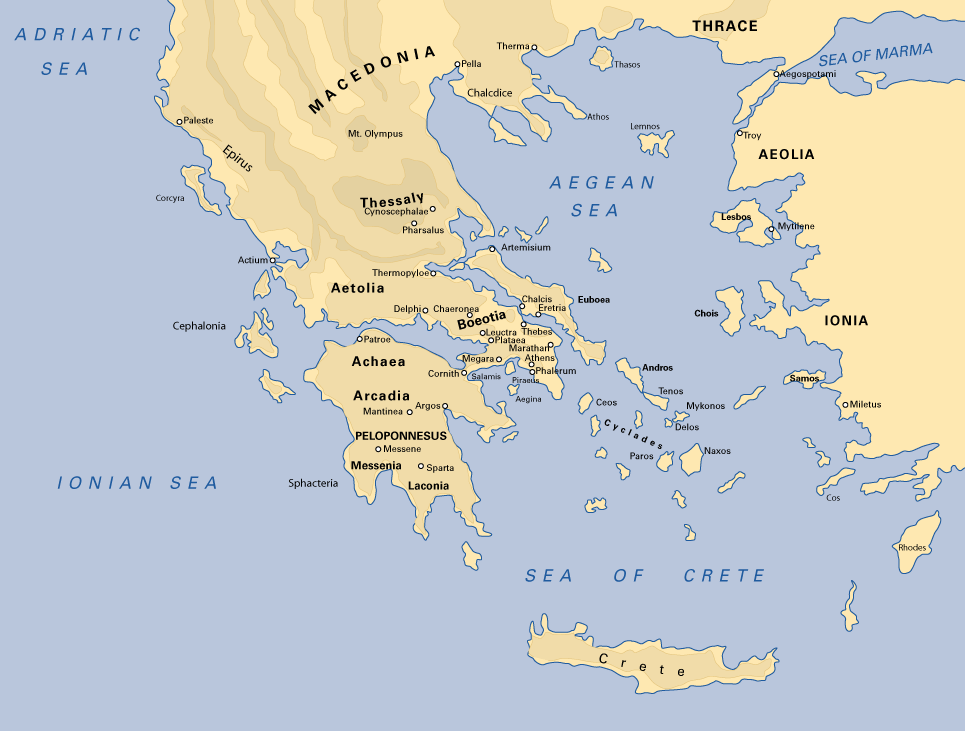 THRACE
ADRIATIC
SEA
Therma
SEA OF MARMA
MACEDONIA
Pella
Thasos
Aegospotami
Chalcdice
Athos
Paleste
Lemnos
Mt. Olympus
Troy
Epirus
AEOLIA
AEGEAN
SEA
Corcyra
Thessaly
Cynoscephalae
Lesbos
Pharsalus
Mytilene
Artemisium
Actium
Thermopyloe
Aetolia
Chalcis
Euboea
Delphi
Chaeronea
Eretria
Chois
Boeotia
IONIA
Cephalonia
Leuctra
Thebes
Patroe
Plataea
Marathan
Achaea
Megara
Athens
Cornith
Salamis
Phalerum
Andros
Piraeus
Samos
Arcadia
Aegina
Tenos
Ceos
Mykonos
Mantinea
Argos
Miletus
Delos
Cyclades
PELOPONNESUS
Messene
Paros
Naxos
Messenia
Sparta
IONIAN SEA
Sphacteria
Laconia
Cos
Rhodes
SEA OF CRETE
Crete